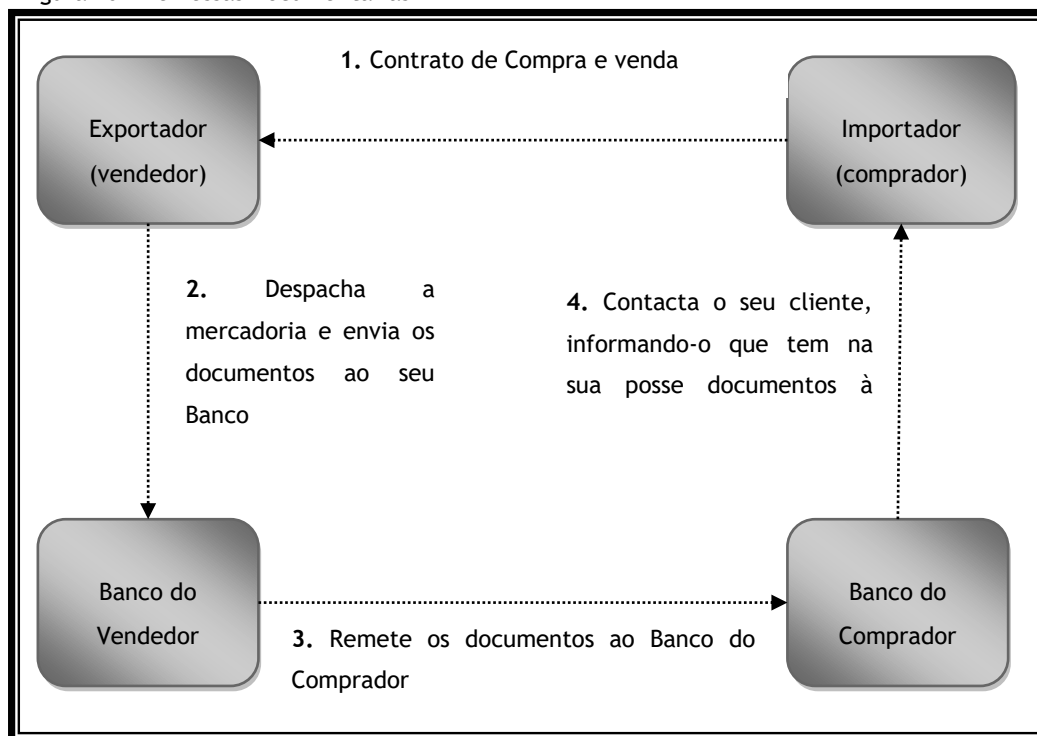 1. Contrato de Compra e venda
Exportador
(vendedor)
Importador
(comprador)
2. Despacha a
mercadoria e envia os
documentos ao seu
Banco
4. Contacta o seu cliente,
informando-o que tem na
sua posse documentos à
Banco do
Vendedor
Banco do
Comprador
3. Remete os documentos ao Banco do
Comprador